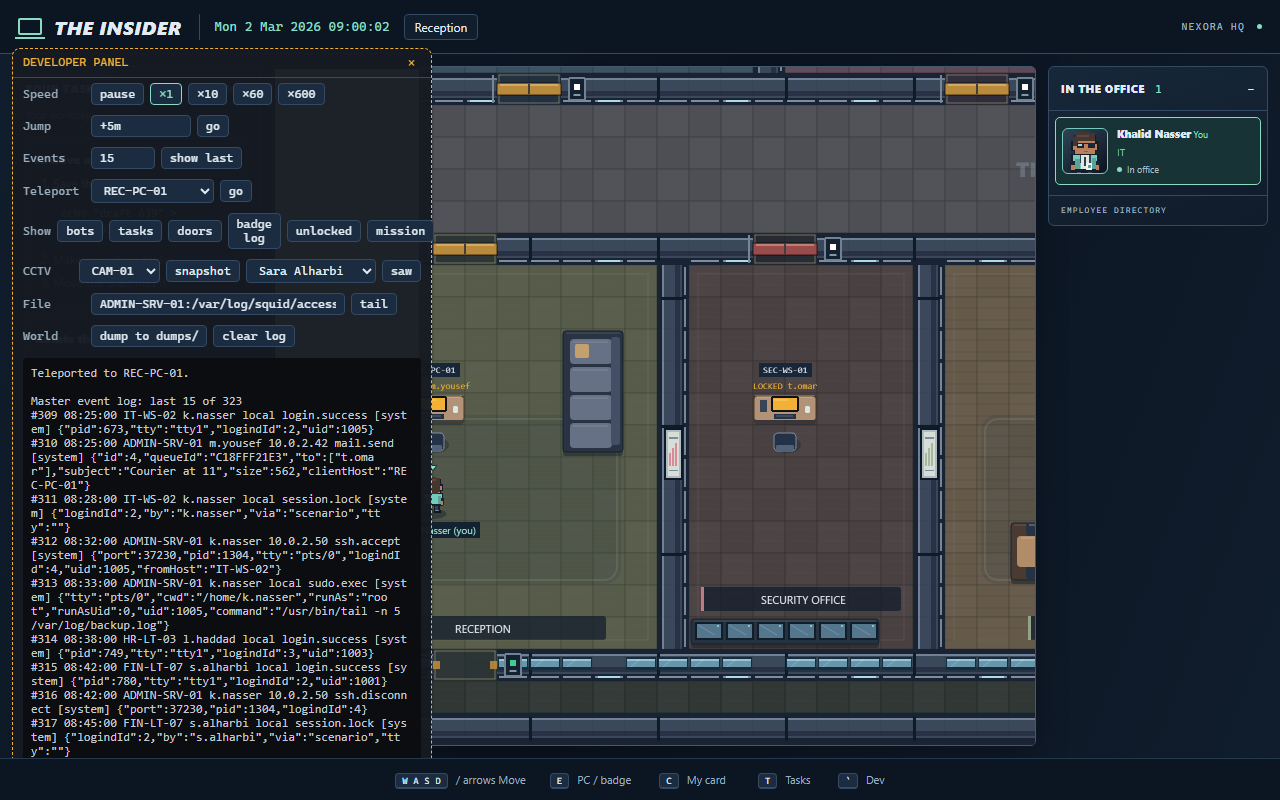 THE INSIDER
Mon 2 Mar 2026 09:00:02
Reception
NEXORA HQ
DEVELOPER PANEL
×
Speed
pause
×1
×10
×60
×600
Jump
+5m
go
Events
15
show last
Teleport
REC-PC-01
go
Show
bots
tasks
doors
badge
log
unlocked
mission
CCTV
CAM-01
snapshot
Sara Alharbi
saw
File
ADMIN-SRV-01:/var/log/squid/access
tail
World
dump to dumps/
clear log
Teleported to REC-PC-01.
Master event log: last 15 of 323
#309 08:25:00 IT-WS-02 k.nasser local login.success [syst
em] {"pid":673,"tty":"tty1","logindId":2,"uid":1005}
#310 08:25:00 ADMIN-SRV-01 m.yousef 10.0.2.42 mail.send
[system] {"id":4,"queueId":"C18FFF21E3","to":["t.oma
r"],"subject":"Courier at 11","size":562,"clientHost":"RE
C-PC-01"}
#311 08:28:00 IT-WS-02 k.nasser local session.lock [syste
m] {"logindId":2,"by":"k.nasser","via":"scenario","tt
y":""}
#312 08:32:00 ADMIN-SRV-01 k.nasser 10.0.2.50 ssh.accept
[system] {"port":37230,"pid":1304,"tty":"pts/0","logindI
d":4,"uid":1005,"fromHost":"IT-WS-02"}
#313 08:33:00 ADMIN-SRV-01 k.nasser local sudo.exec [syst
em] {"tty":"pts/0","cwd":"/home/k.nasser","runAs":"roo
t","runAsUid":0,"uid":1005,"command":"/usr/bin/tail -n 5
/var/log/backup.log"}
#314 08:38:00 HR-LT-03 l.haddad local login.success [syst
em] {"pid":749,"tty":"tty1","logindId":3,"uid":1003}
#315 08:42:00 FIN-LT-07 s.alharbi local login.success [sy
stem] {"pid":780,"tty":"tty1","logindId":2,"uid":1001}
#316 08:42:00 ADMIN-SRV-01 k.nasser 10.0.2.50 ssh.disconn
ect [system] {"port":37230,"pid":1304,"logindId":4}
#317 08:45:00 FIN-LT-07 s.alharbi local session.lock [sys
tem] {"logindId":2,"by":"s.alharbi","via":"scenario","tt
y":""}
PC-01
m.yousef
SEC-WS-01
LOCKED t.omar
asser (you)
SECURITY OFFICE
RECEPTION
IN THE OFFICE 1
–
Khalid Nasser You
IT
In office
EMPLOYEE DIRECTORY
W A S D / arrows Move
E PC / badge
C My card
T Tasks
` Dev